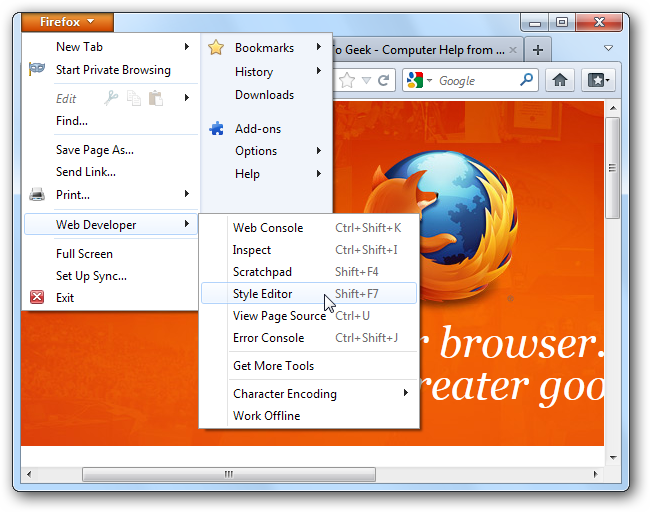 Firefox
To Geek - Computer Help from ...
Google
New Tab
Start Private Browsing
Edit
Find...
Save Page As...
Send Link...
Print...
Web Developer
Full Screen
Set Up Sync...
Exit
Bookmarks
History
Downloads
Add-ons
Options
Help
Web Console Ctrl+Shift+K
Inspect Ctrl+Shift+I
Scratchpad Shift+F4
Style Editor Shift+F7
View Page Source Ctrl+U
Error Console Ctrl+Shift+J
Get More Tools
Character Encoding
Work Offline
r browser.
reater goo